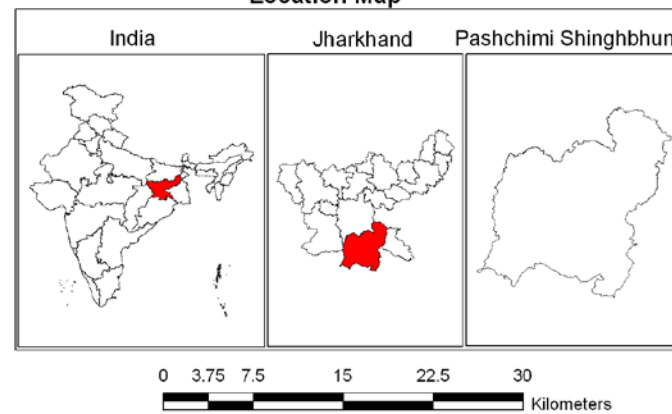 Location Map
India
Jharkhand
Pashchimi Shinghbhum
0 3.75 7.5 15 22.5 30
Kilometers